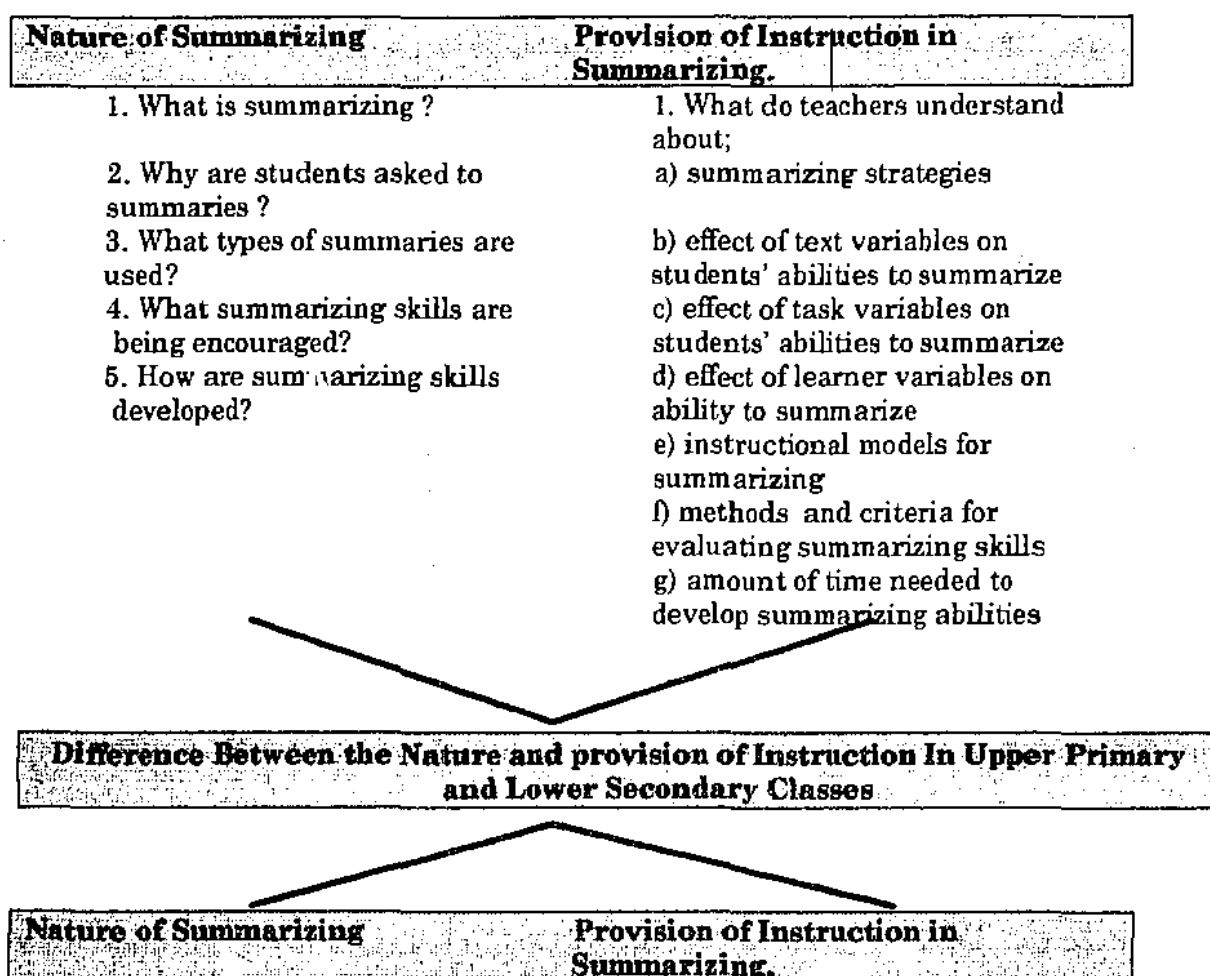 Nature of Summarizing
Provision of Instruction in
Summarizing.
1. What is summarizing ?
2. Why are students asked to
summaries ?
3. What types of summaries are
used?
4. What summarizing skills are
being encouraged?
5. How are summarizing skills
developed?
1. What do teachers understand
about;
a) summarizing strategies
b) effect of text variables on
students' abilities to summarize
c) effect of task variables on
students' abilities to summarize
d) effect of learner variables on
ability to summarize
e) instructional models for
summarizing
f) methods and criteria for
evaluating summarizing skills
g) amount of time needed to
develop summarizing abilities
Difference Between the Nature and provision of Instruction In Upper Primary
and Lower Secondary Classes
Nature of Summarizing
Provision of Instruction in
Summarizing.